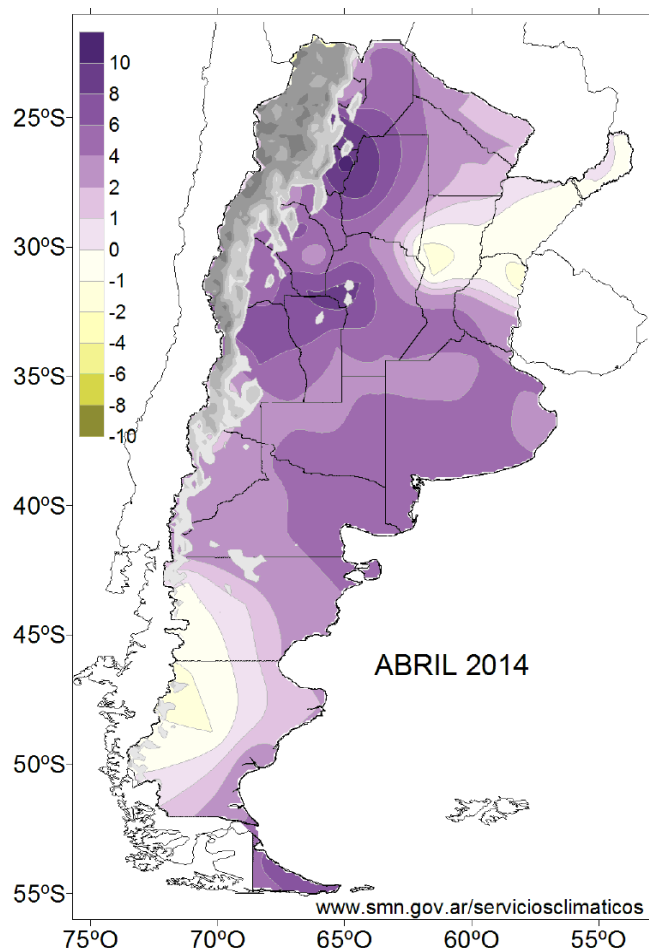 10
8
6
4
2
1
0
-1
-2
-4
-6
-8
-10
25ºS
30ºS
35ºS
40ºS
45ºS
50ºS
55ºS
ABRIL 2014
www.smn.gov.ar/serviciosclimaticos
75ºO
70ºO
65ºO
60ºO
55ºO